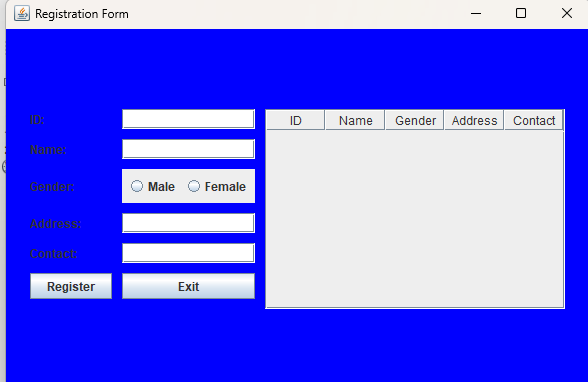 Registration Form
ID:
Name:
Gender: Male Female
Address:
Contact:
Register Exit
ID Name Gender Address Contact